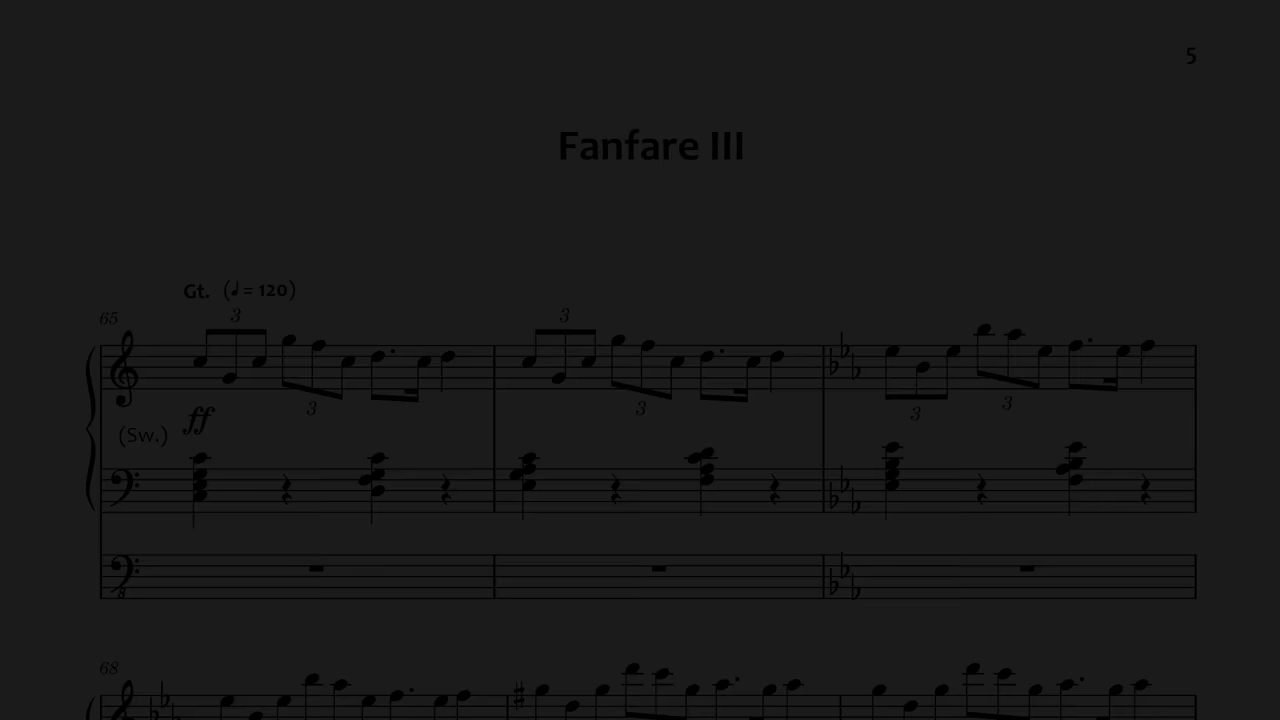 5
Fanfare III
Gt. (♩ = 120)
65
3
3
3
3
3
3
ff
(Sw.)
8
68